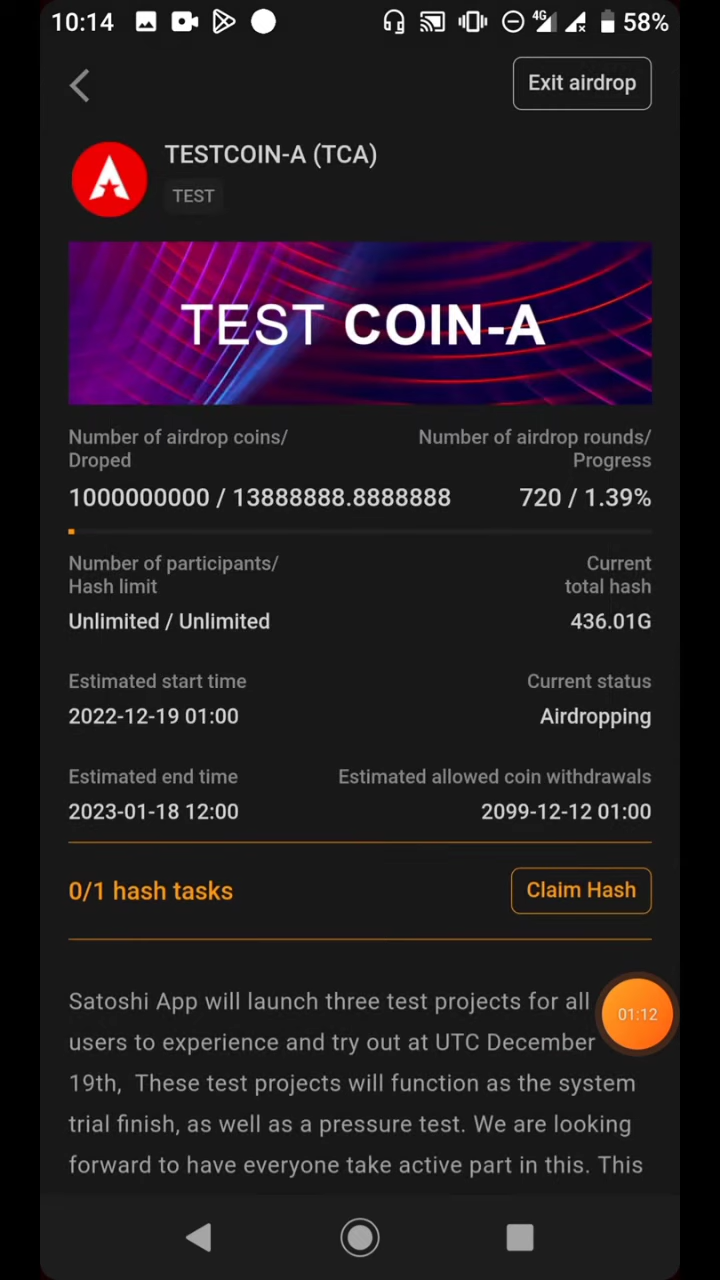 10:14
4G
58%
Exit airdrop
TESTCOIN-A (TCA)
TEST
TEST COIN-A
Number of airdrop coins/
Droped
Number of airdrop rounds/
Progress
1000000000 / 13888888.8888888
720 / 1.39%
Number of participants/
Hash limit
Current
total hash
Unlimited / Unlimited
436.01G
Estimated start time
Current status
2022-12-19 01:00
Airdropping
Estimated end time
Estimated allowed coin withdrawals
2023-01-18 12:00
2099-12-12 01:00
0/1 hash tasks
Claim Hash
Satoshi App will launch three test projects for all
users to experience and try out at UTC December
01:12
19th, These test projects will function as the system
trial finish, as well as a pressure test. We are looking
forward to have everyone take active part in this. This